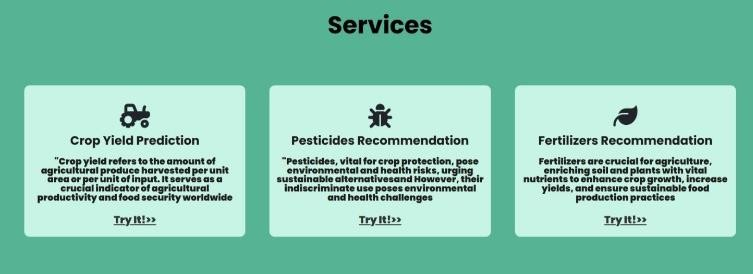 Services
Crop Yield Prediction
"Crop yield refers to the amount of
agricultural produce harvested per unit
area or per unit of input. It serves as a
crucial indicator of agricultural
productivity and food security worldwide
Try It!>>
Pesticides Recommendation
"Pesticides, vital for crop protection, pose
environmental and health risks, urging
sustainable alternativesand However, their
indiscriminate use poses environmental
and health challenges
Try It!>>
Fertilizers Recommendation
Fertilizers are crucial for agriculture,
enriching soil and plants with vital
nutrients to enhance crop growth, increase
yields, and ensure sustainable food
production practices
Try It!>>